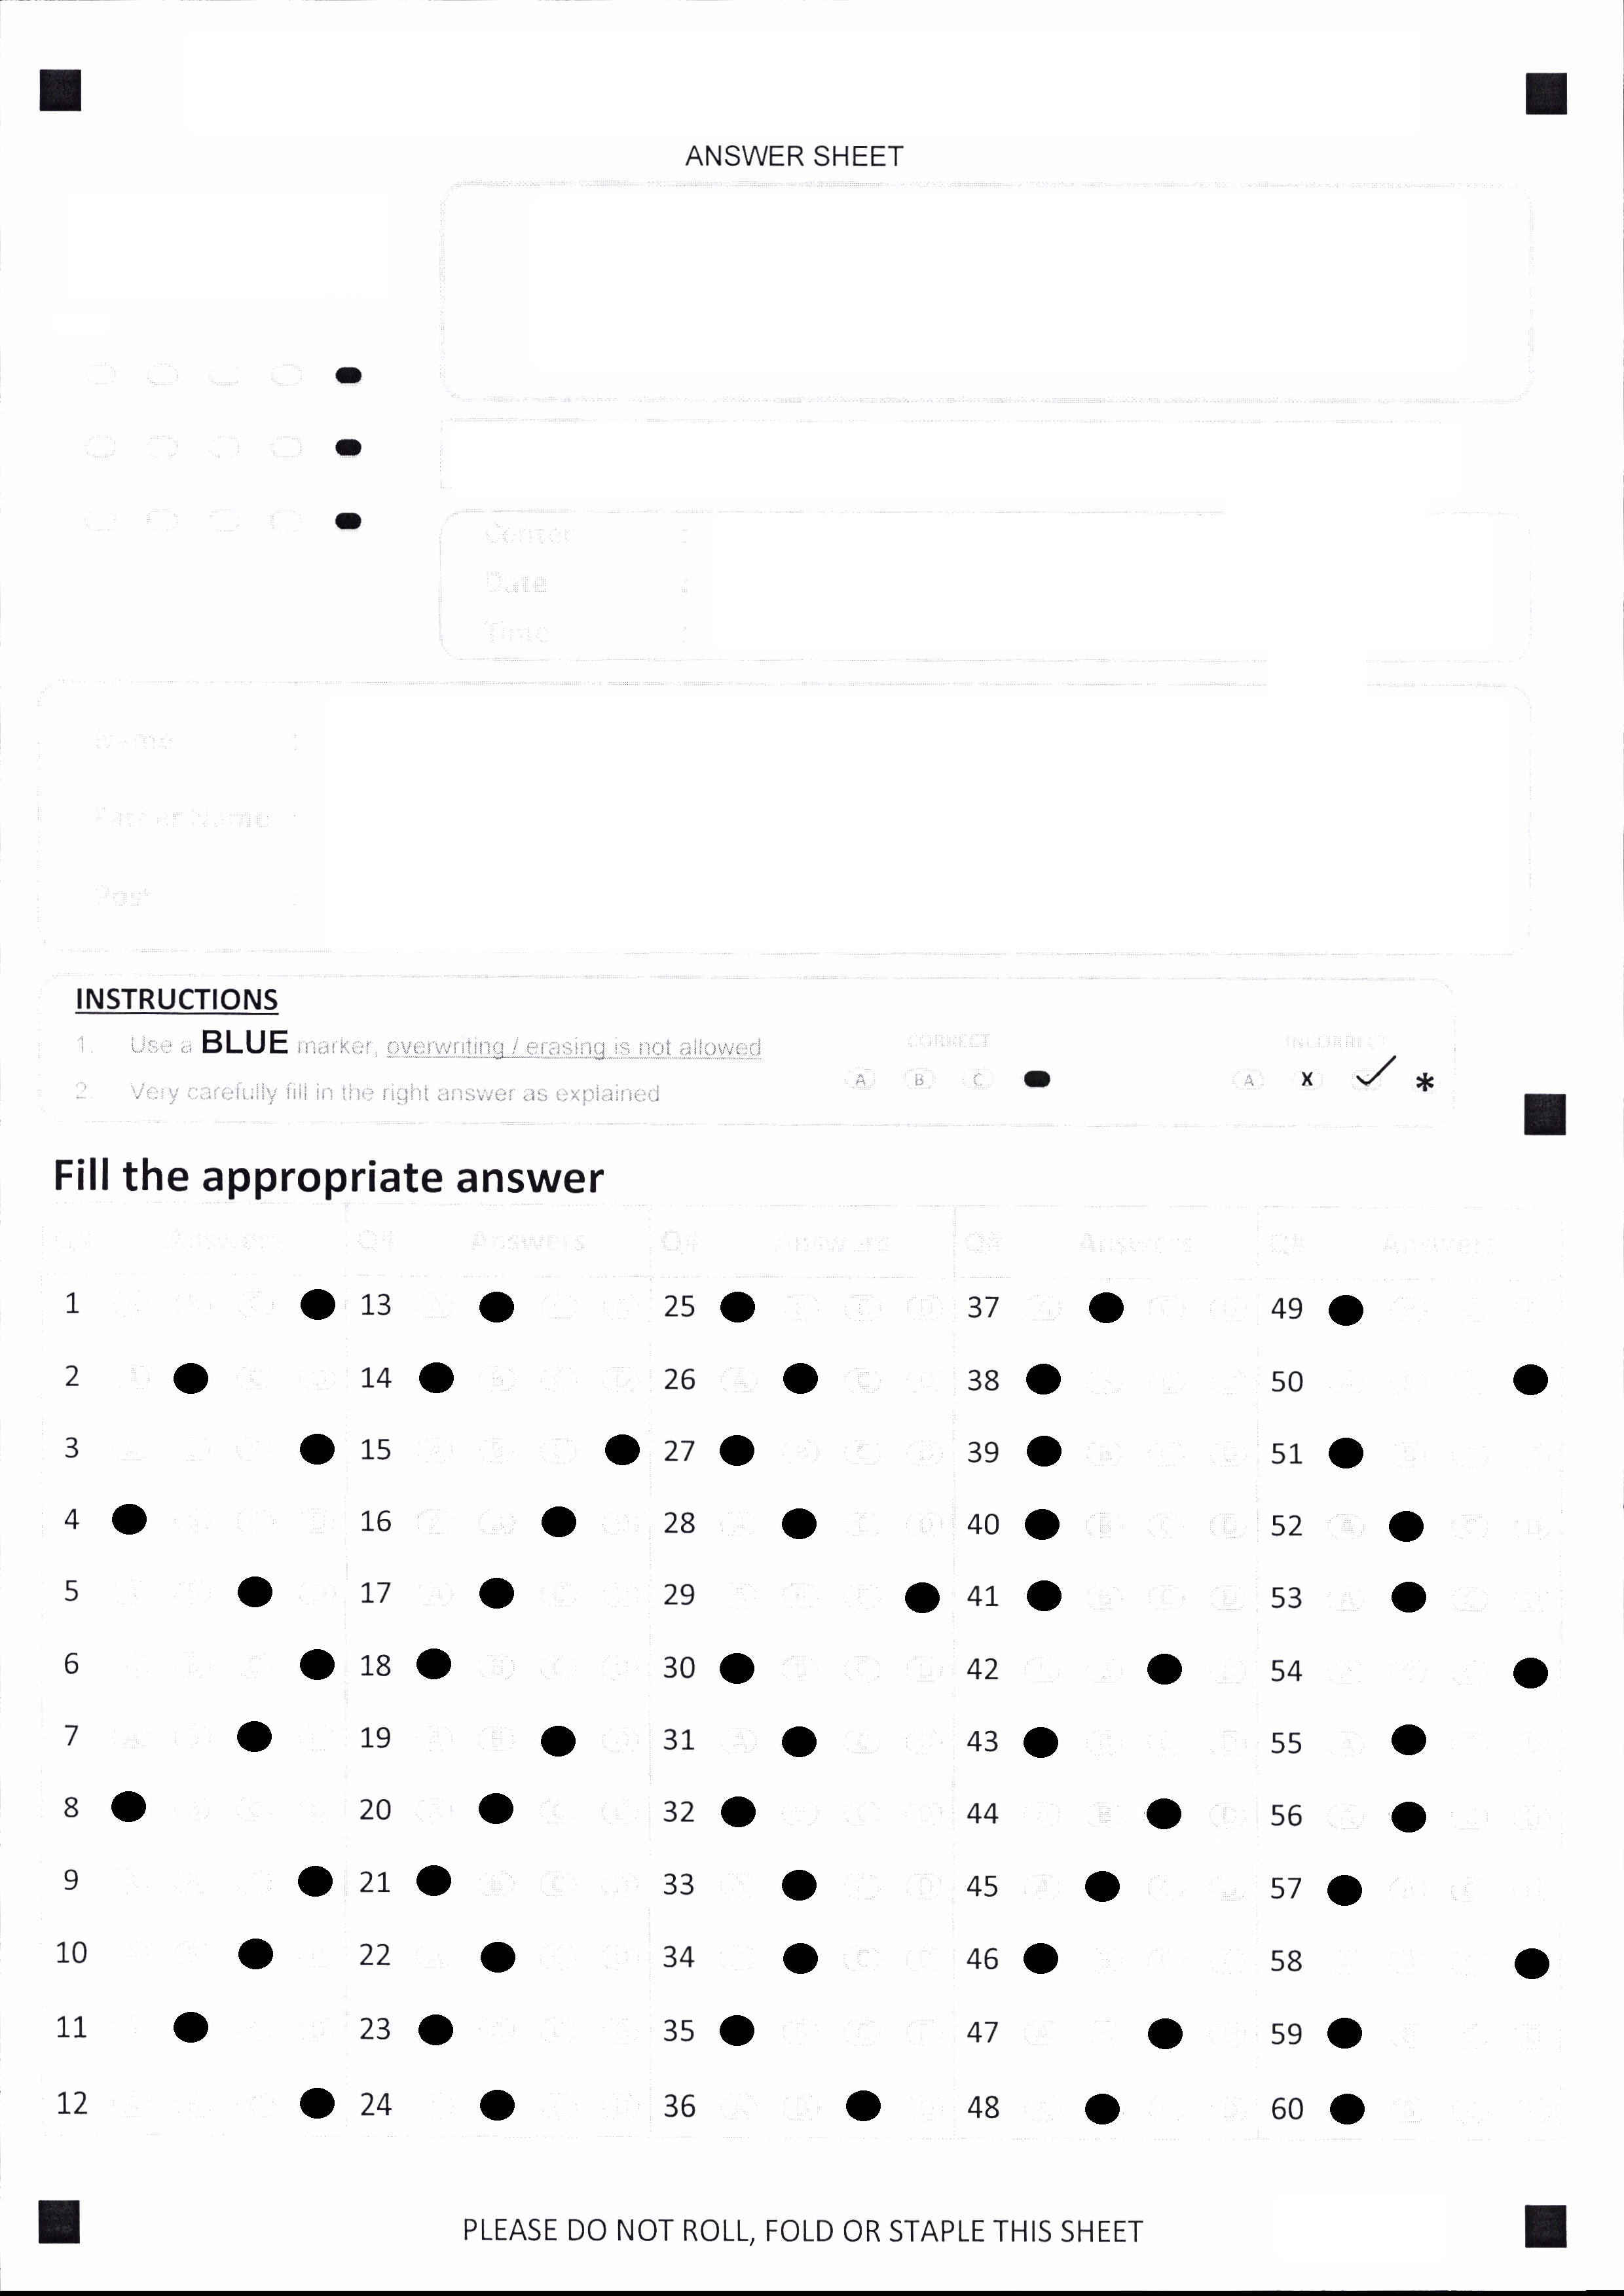 ANSWER SHEET
Center :
Date :
Time :
Name :
Father Name :
Post :
INSTRUCTIONS
1. Use a BLUE marker, overwriting / erasing is not allowed
CORRECT INCORRECT
2. Very carefully fill in the right answer as explained
A B C A X
Fill the appropriate answer
Q# Answers Q# Answers Q# Answers Q# Answers Q# Answers
1 13 25 37 49
2 14 26 38 50
3 15 27 39 51
4 16 28 40 52
5 17 29 41 53
6 18 30 42 54
7 19 31 43 55
8 20 32 44 56
9 21 33 45 57
10 22 34 46 58
11 23 35 47 59
12 24 36 48 60
PLEASE DO NOT ROLL, FOLD OR STAPLE THIS SHEET